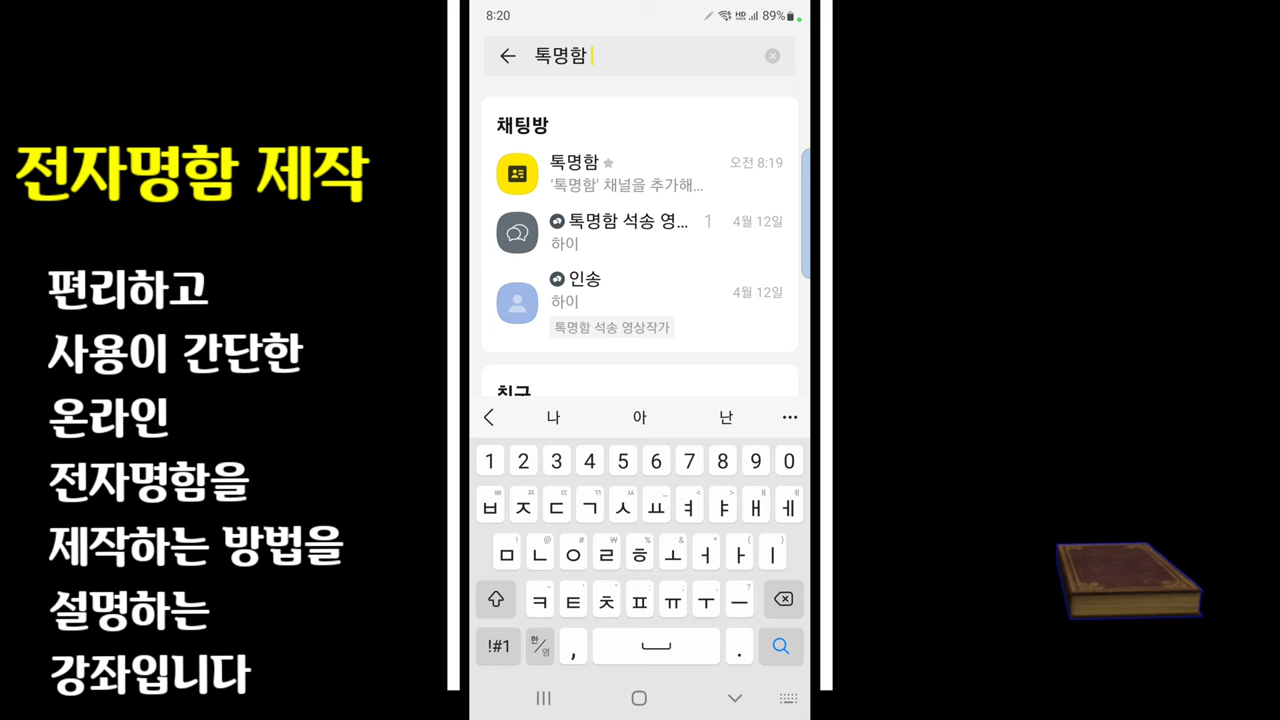 전자명함 제작
편리하고
사용이 간단한
온라인
전자명함을
제작하는 방법을
설명하는
강좌입니다
8:20
HD
89%
톡명함
채팅방
톡명함
오전 8:19
'톡명함' 채널을 추가해...
톡명함 석송 영...
1
4월 12일
하이
인송
4월 12일
하이
톡명함 석송 영상작가
친구
나 아 난 ...
1 2 3 4 5 6 7 8 9 0
ㅂ ㅈ ㄷ ㄱ ㅅ ㅛ ㅕ ㅑ ㅐ ㅔ
ㅁ ㄴ ㅇ ㄹ ㅎ ㅗ ㅓ ㅏ ㅣ
ㅋ ㅌ ㅊ ㅍ ㅠ ㅜ ㅡ
!#1 한/영 , .